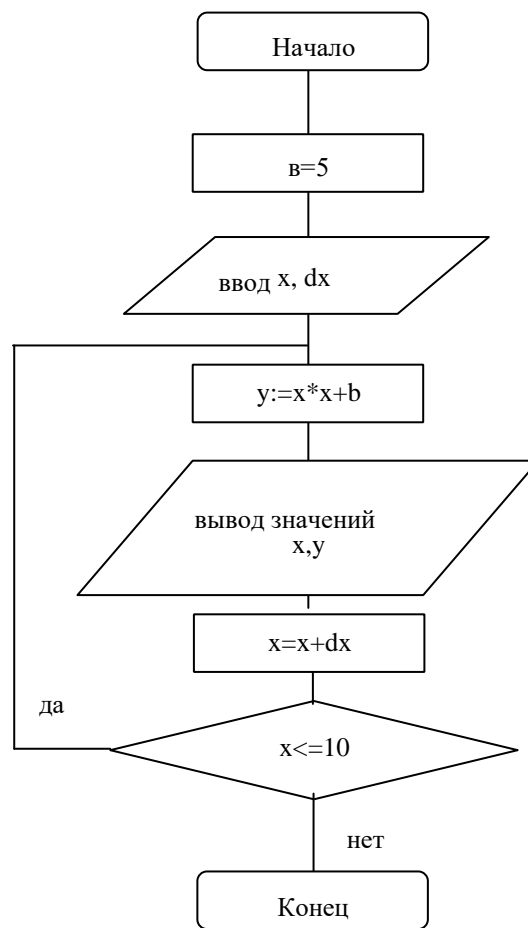 Начало
в=5
ввод x, dx
y:=x*x+b
вывод значений
x,y
x=x+dx
да
x<=10
нет
Конец